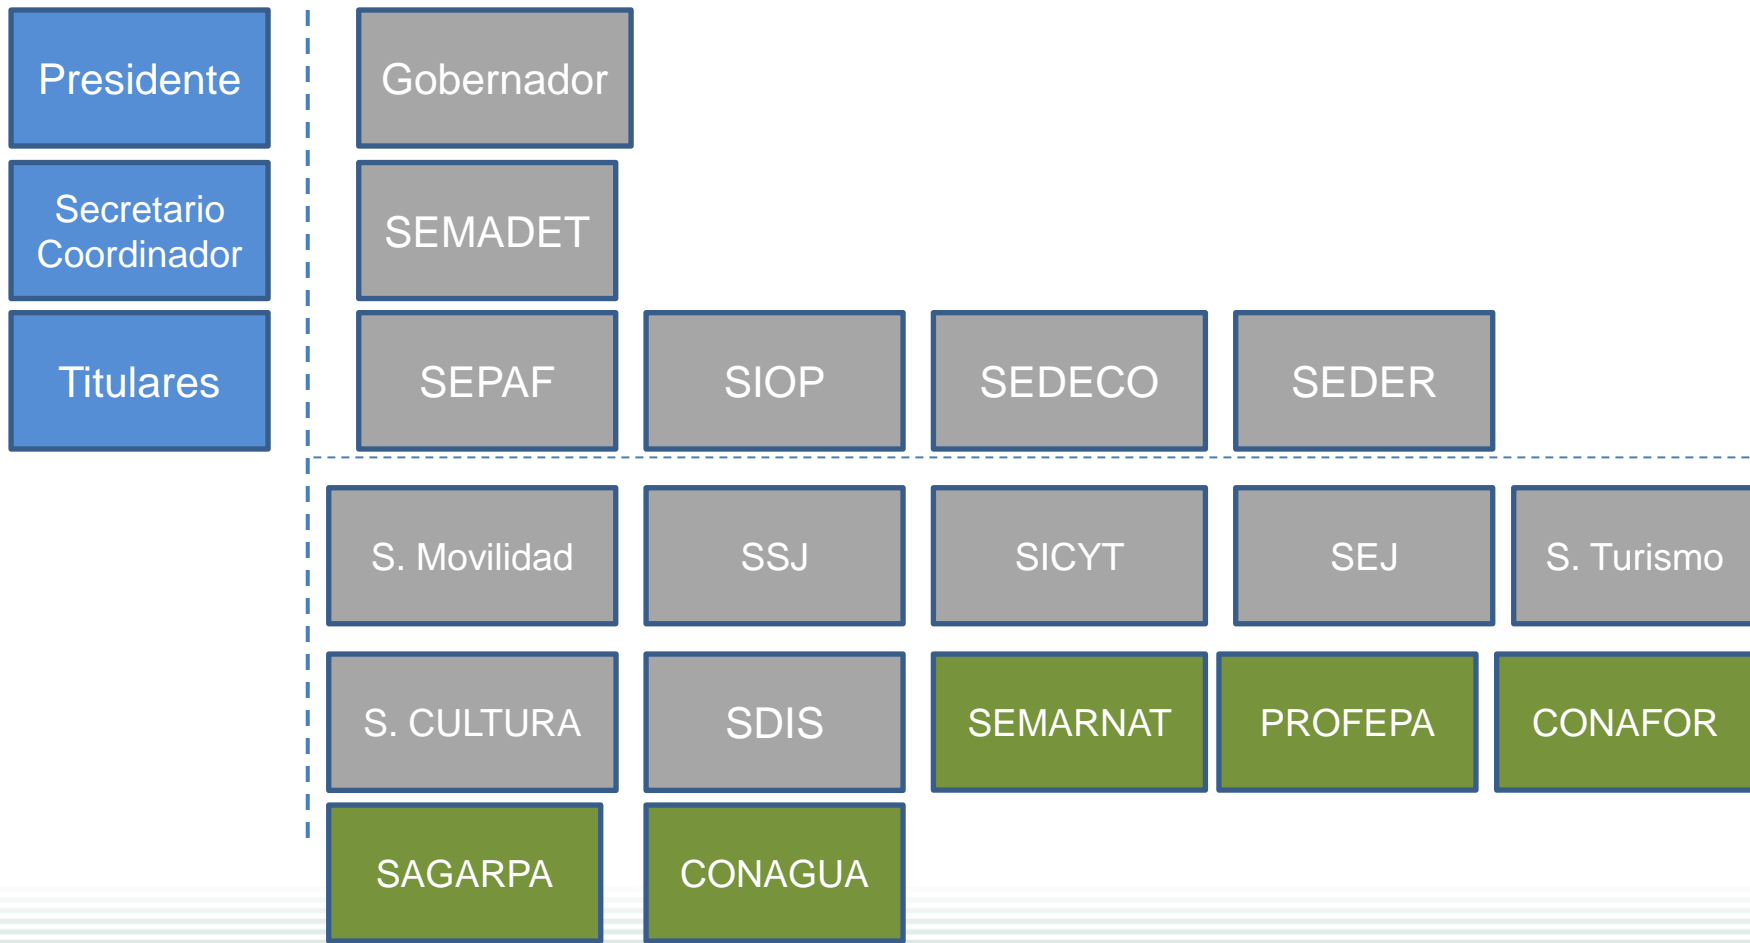 Presidente
Gobernador
Secretario
Coordinador
SEMADET
Titulares
SEPAF
SIOP
SEDECO
SEDER
S. Movilidad
SSJ
SICYT
SEJ
S. Turismo
S. CULTURA
SDIS
SEMARNAT
PROFEPA
CONAFOR
SAGARPA
CONAGUA